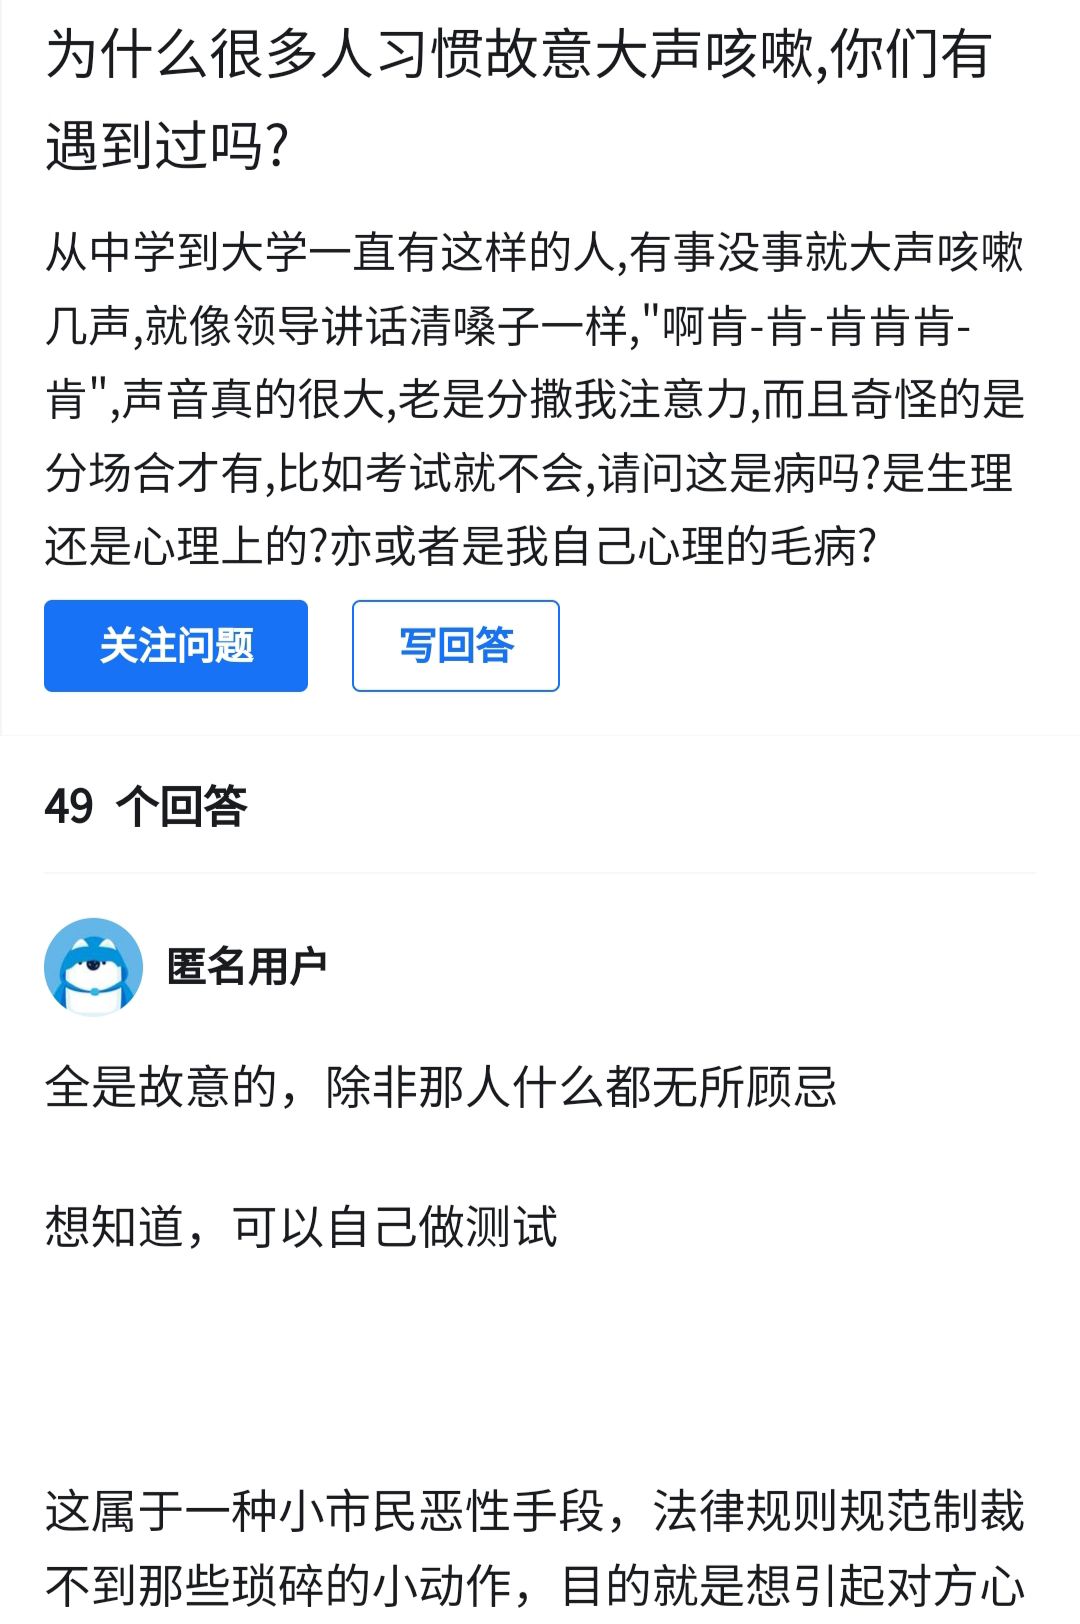 为什么很多人习惯故意大声咳嗽,你们有
遇到过吗?
从中学到大学一直有这样的人,有事没事就大声咳嗽
几声,就像领导讲话清嗓子一样,"啊肯-肯-肯肯肯-
肯",声音真的很大,老是分撒我注意力,而且奇怪的是
分场合才有,比如考试就不会,请问这是病吗?是生理
还是心理上的?亦或者是我自己心理的毛病?
关注问题
写回答
49 个回答
匿名用户
全是故意的，除非那人什么都无所顾忌
想知道，可以自己做测试
这属于一种小市民恶性手段，法律规则规范制裁
不到那些琐碎的小动作，目的就是想引起对方心